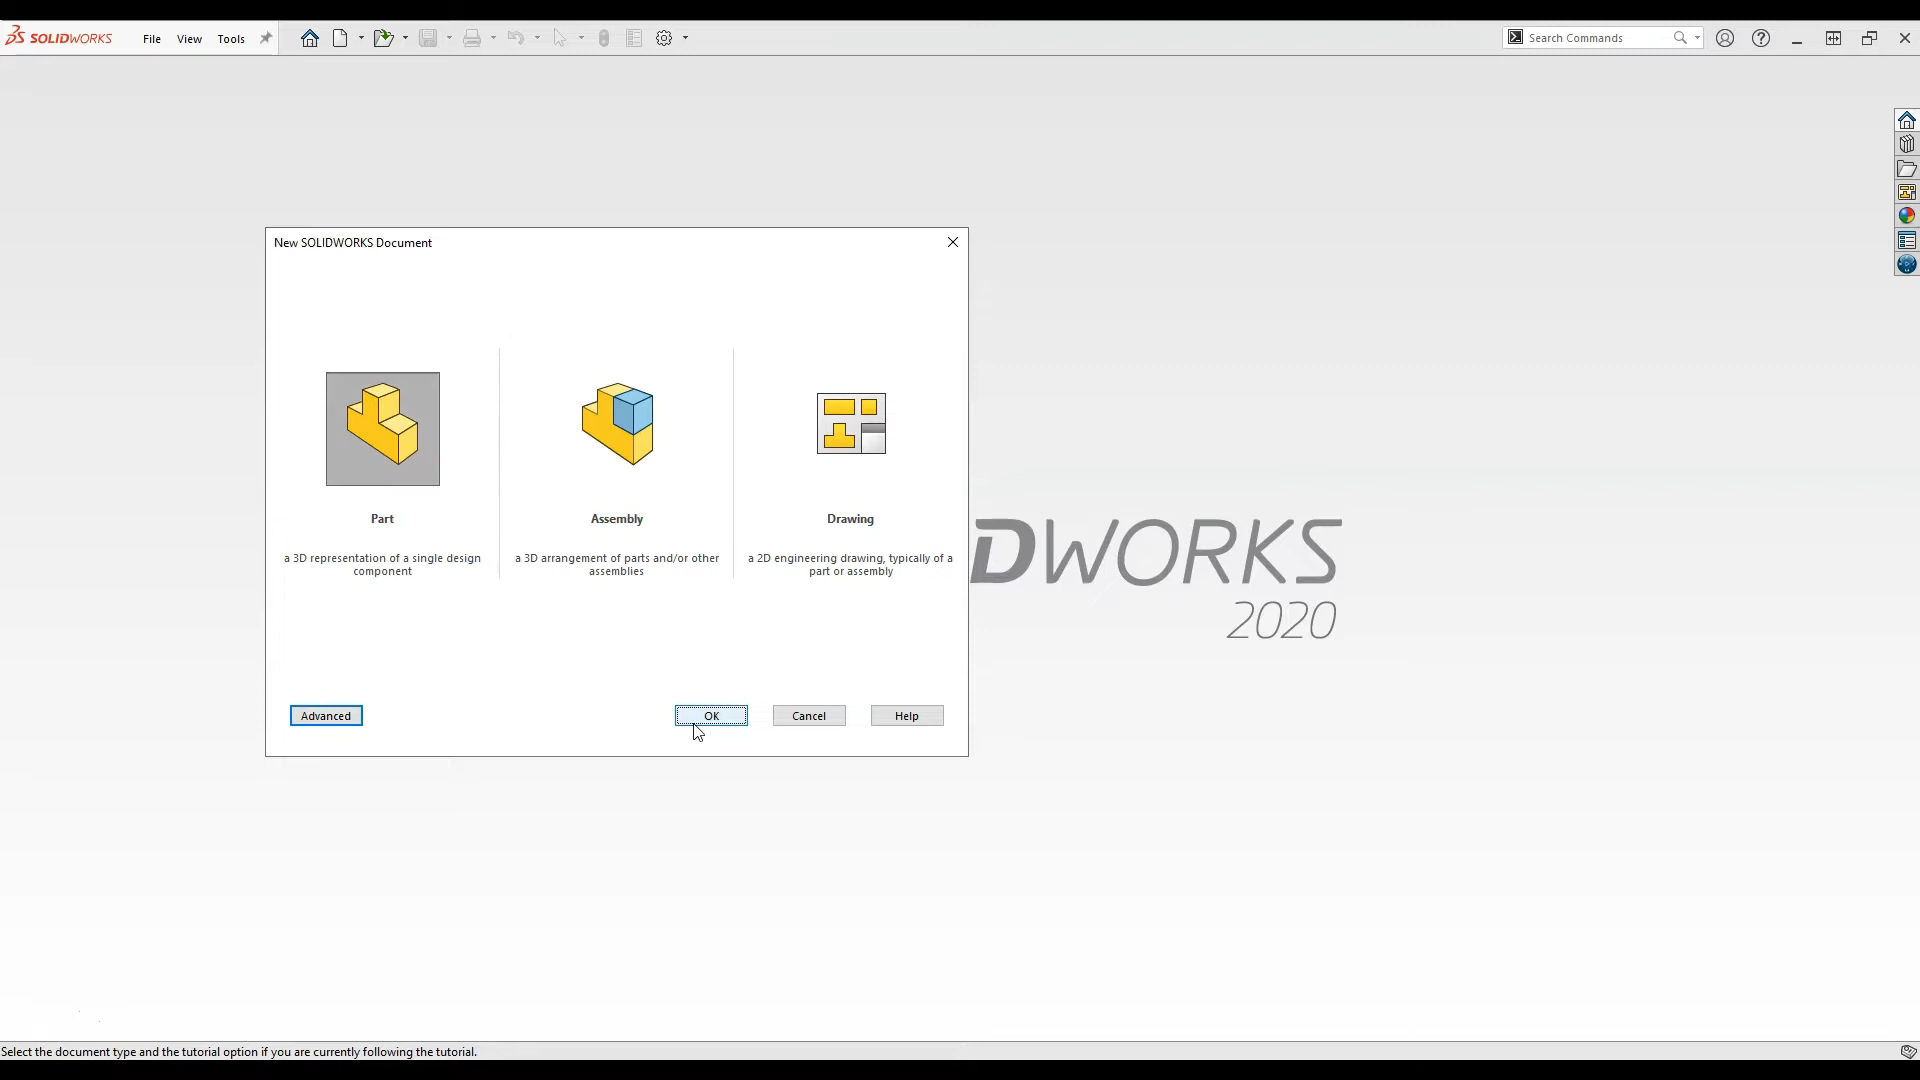 SOLIDWORKS
File View Tools
Search Commands
New SOLIDWORKS Document
Part
Assembly
Drawing
a 3D representation of a single design
component
a 3D arrangement of parts and/or other
assemblies
a 2D engineering drawing, typically of a
part or assembly
DWORKS
2020
Advanced
OK
Cancel
Help
Select the document type and the tutorial option if you are currently following the tutorial.